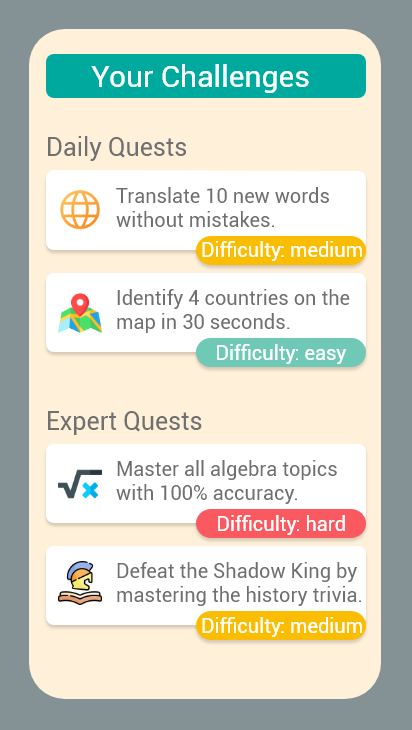 Your Challenges
Daily Quests
Translate 10 new words
without mistakes.
Difficulty: medium
Identify 4 countries on the
map in 30 seconds.
Difficulty: easy
Expert Quests
Master all algebra topics
with 100% accuracy.
Difficulty: hard
Defeat the Shadow King by
mastering the history trivia.
Difficulty: medium